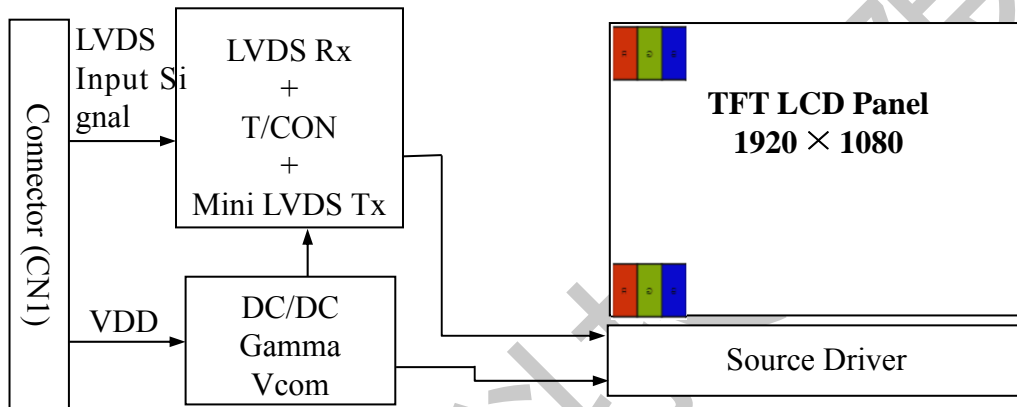 Connector (CN1)
LVDS
Input Si
gnal
VDD
LVDS Rx
+
T/CON
+
Mini LVDS Tx
DC/DC
Gamma
Vcom
TFT LCD Panel
1920 × 1080
Source Driver